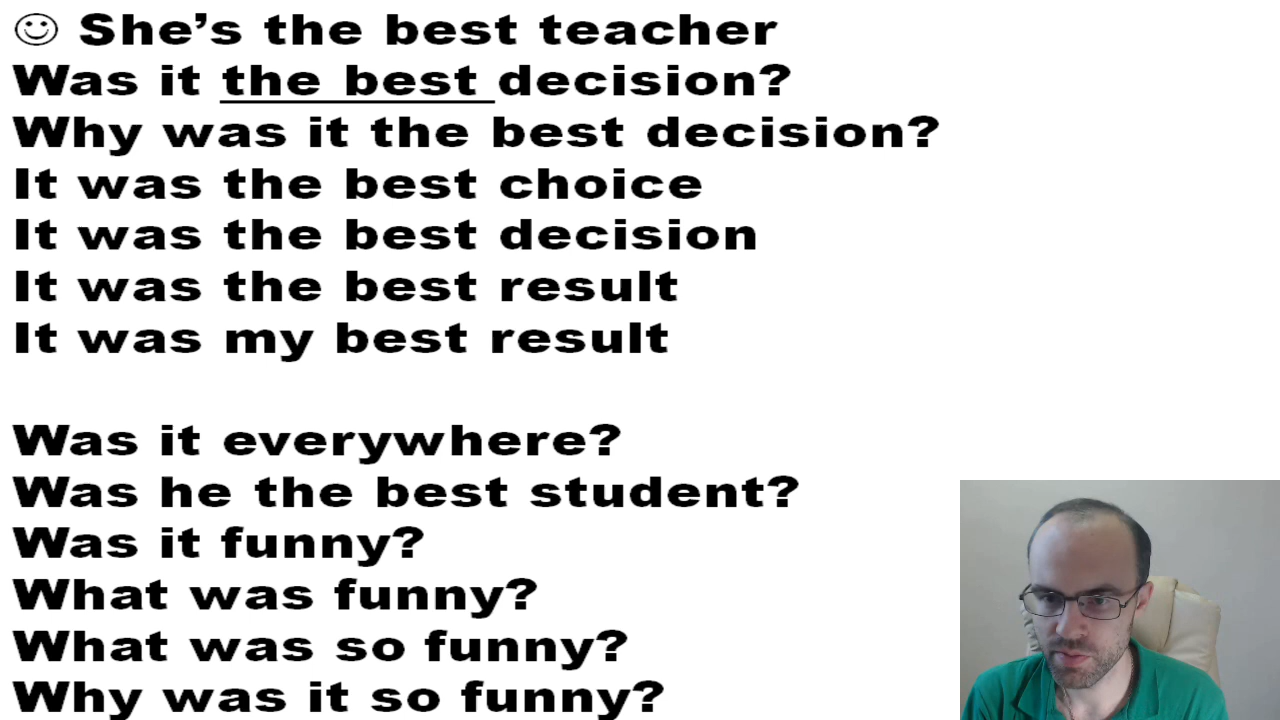 ☺ She’s the best teacher
Was it the best decision?
Why was it the best decision?
It was the best choice
It was the best decision
It was the best result
It was my best result
Was it everywhere?
Was he the best student?
Was it funny?
What was funny?
What was so funny?
Why was it so funny?